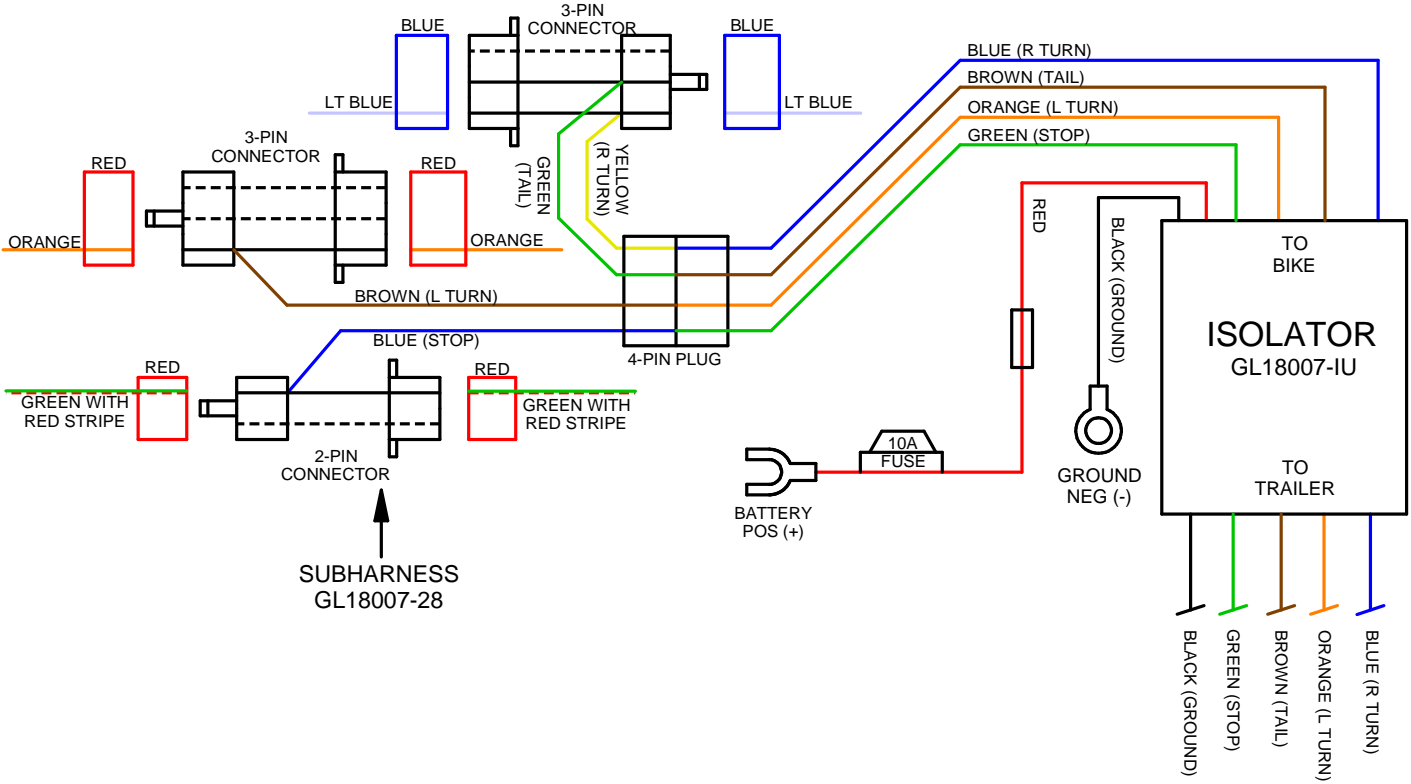 3-PIN
CONNECTOR
BLUE
BLUE
LT BLUE
LT BLUE
BLUE (R TURN)
BROWN (TAIL)
ORANGE (L TURN)
GREEN (STOP)
3-PIN
CONNECTOR
RED
RED
ORANGE
ORANGE
GREEN
(TAIL)
YELLOW
(R TURN)
RED
BLACK (GROUND)
TO
BIKE
ISOLATOR
GL18007-IU
TO
TRAILER
BROWN (L TURN)
BLUE (STOP)
4-PIN PLUG
RED
RED
GREEN WITH
RED STRIPE
GREEN WITH
RED STRIPE
2-PIN
CONNECTOR
10A
FUSE
BATTERY
POS (+)
GROUND
NEG (-)
SUBHARNESS
GL18007-28
BLACK (GROUND)
GREEN (STOP)
BROWN (TAIL)
ORANGE (L TURN)
BLUE (R TURN)